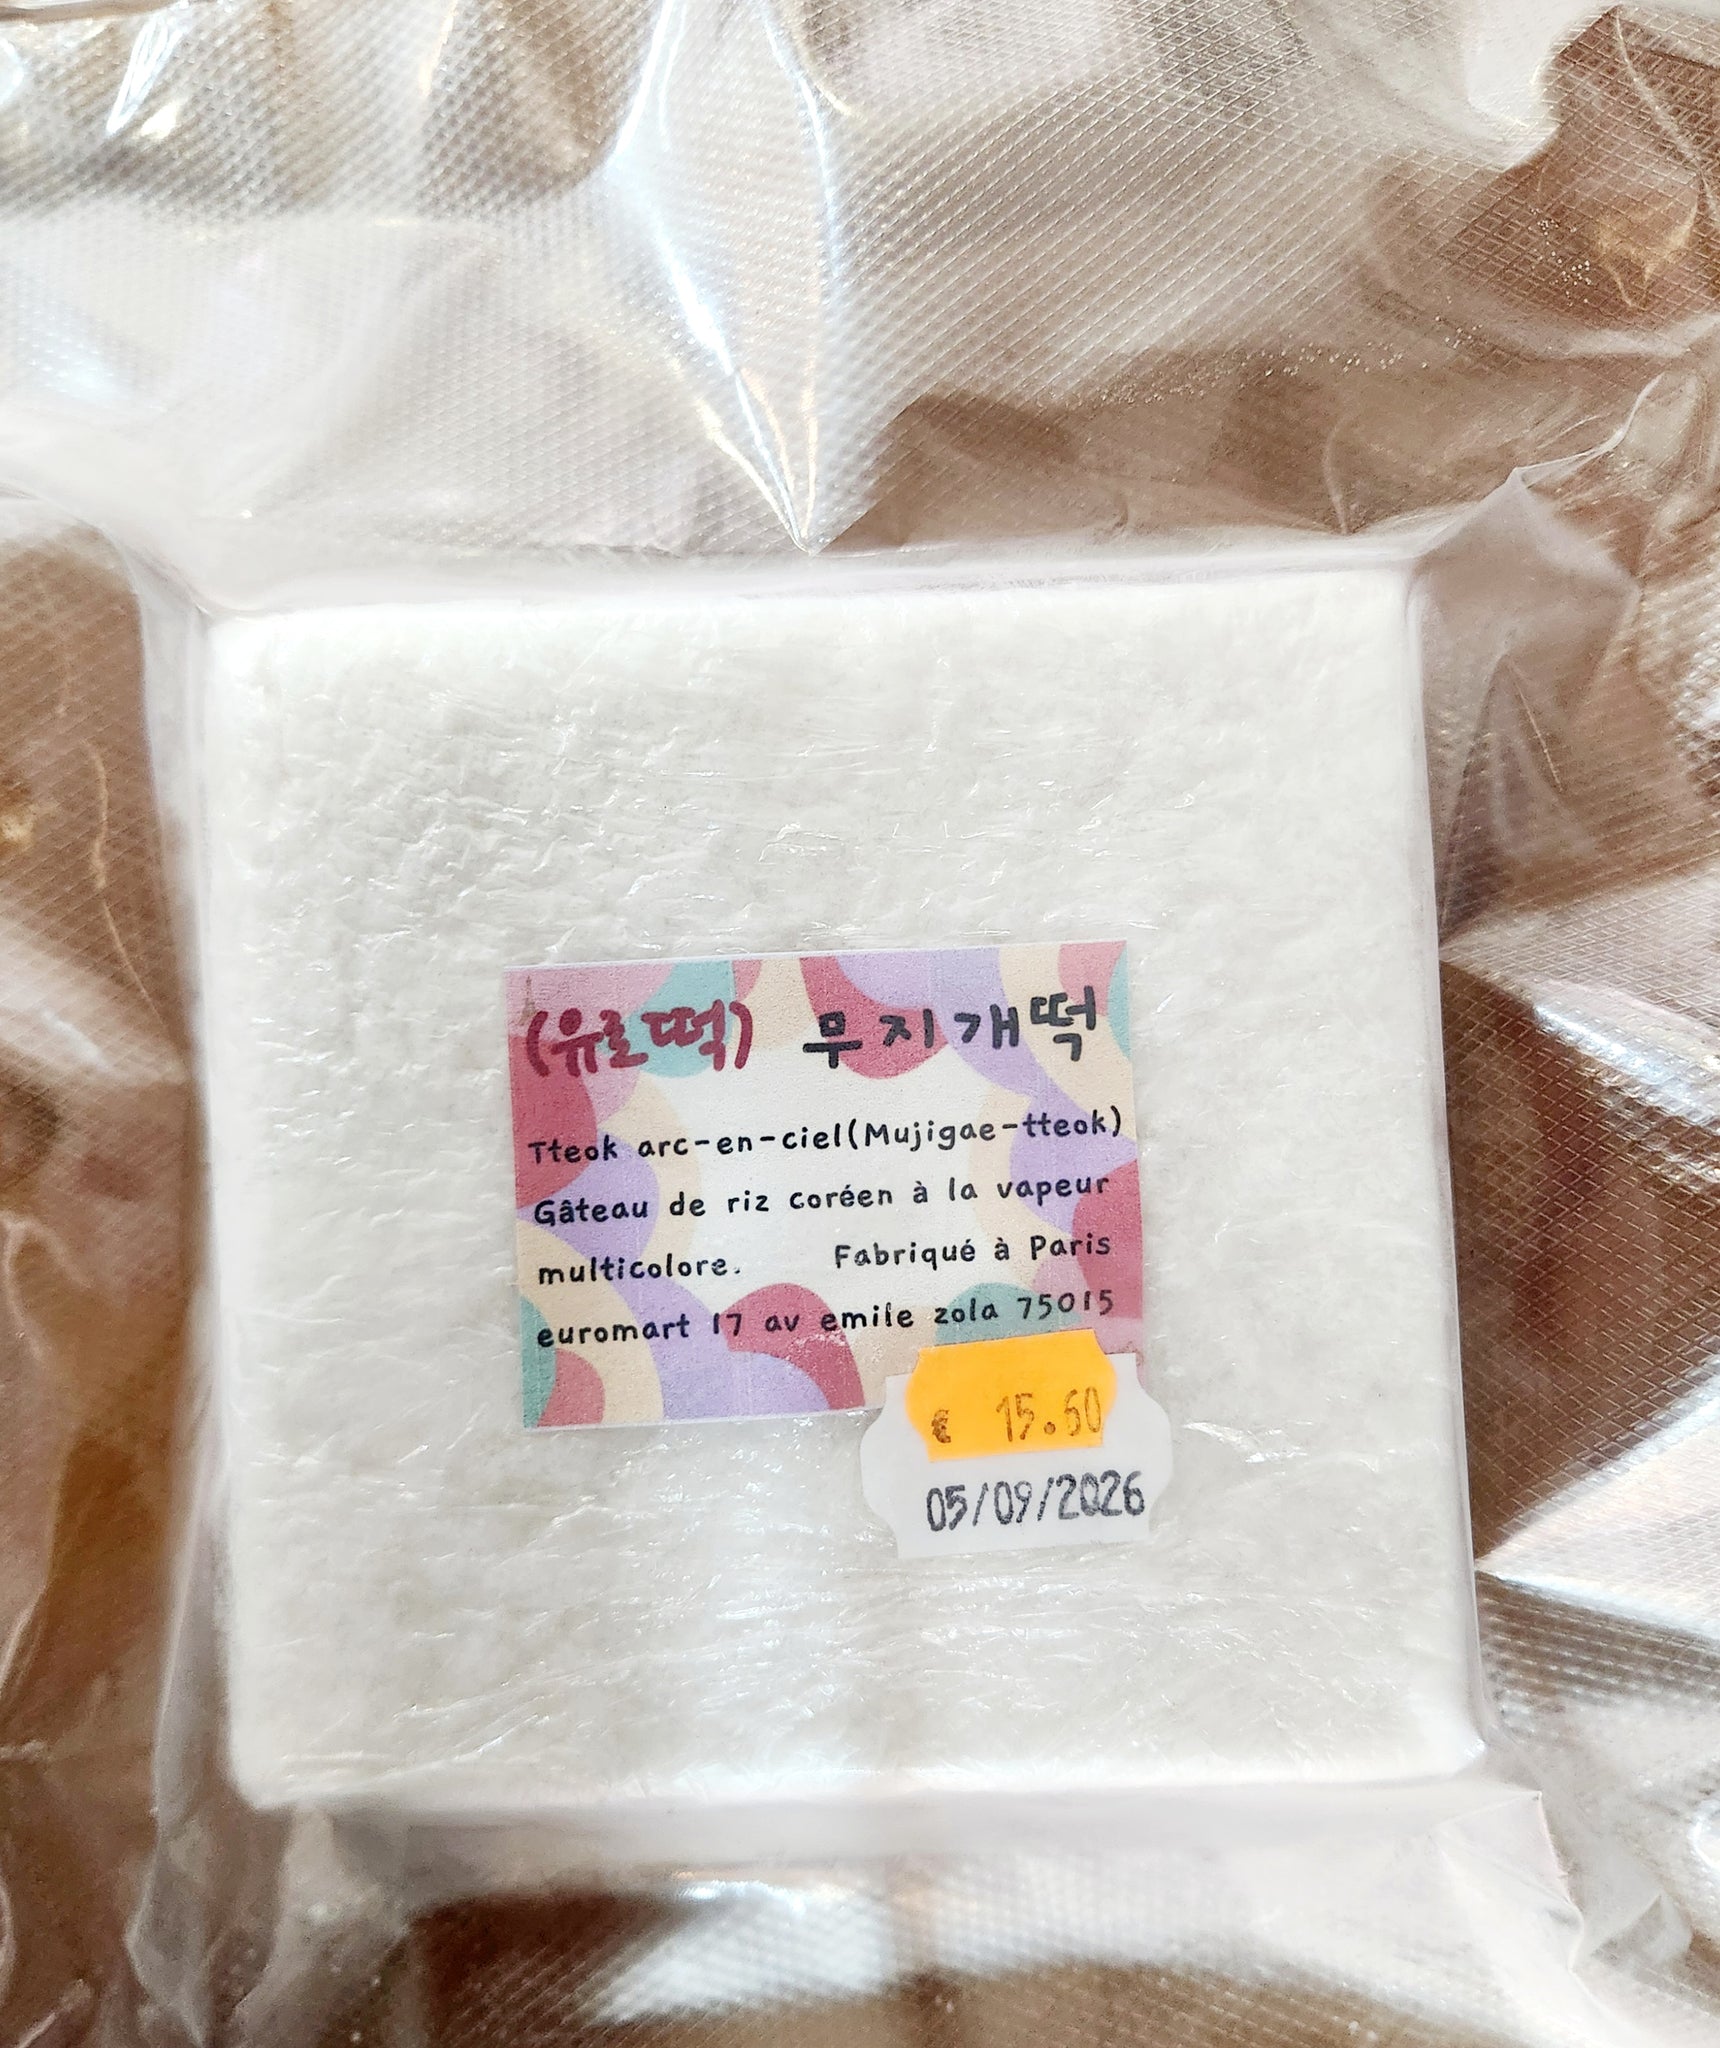 (유로떡) 무지개떡
Tteok arc-en-ciel(Mujigae-tteok)
Gâteau de riz coréen à la vapeur
multicolore. Fabriqué à Paris
euromart 17 av emile zola 75015
€ 15.60
05/09/2026